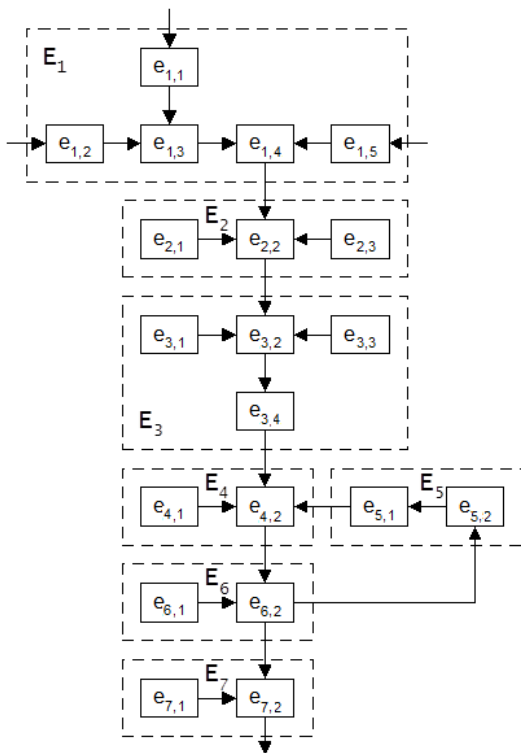 E1
e1,1
e1,2 e1,3 e1,4 e1,5
E2
e2,1 e2,2 e2,3
e3,1 e3,2 e3,3
e3,4
E3
E4 E5
e4,1 e4,2 e5,1 e5,2
E6
e6,1 e6,2
E7
e7,1 e7,2